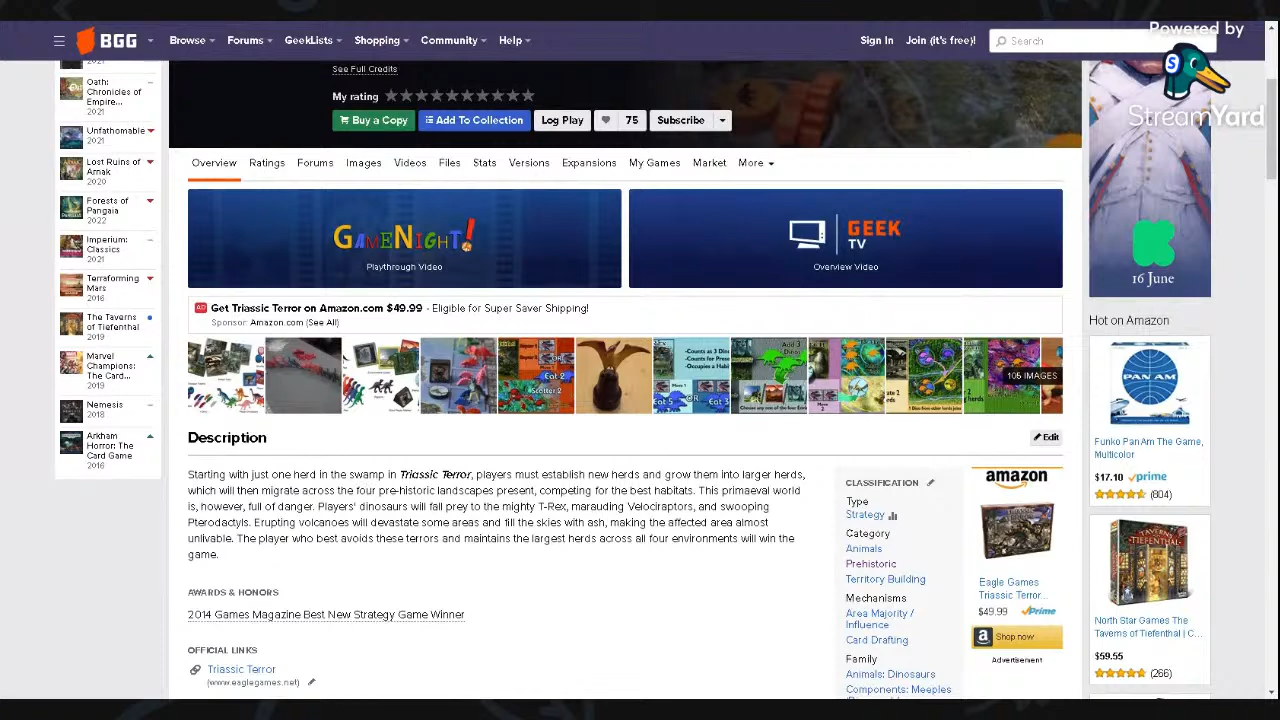 Powered by
StreamYard
BGG
Browse
Forums
GeekLists
Shopping
Community
Help
Sign In
Join (it's free)!
Search
2021
Oath:
Chronicles of
Empire...
2021
Unfathomable
2021
Lost Ruins of
Arnak
2020
Forests of
Pangaia
2022
Imperium:
Classics
2021
Terraforming
Mars
2016
The Taverns
of Tiefenthal
2019
Marvel
Champions:
The Card...
2019
Nemesis
2018
Arkham
Horror: The
Card Game
2016
See Full Credits
My rating
Buy a Copy
Add To Collection
Log Play
75
Subscribe
Overview
Ratings
Forums
Images
Videos
Files
Stats
Versions
Expansions
My Games
Market
More
GAMENIGHT!
Playthrough Video
GEEK
TV
Overview Video
AD Get Triassic Terror on Amazon.com $49.99 - Eligible for Super Saver Shipping!
Sponsor: Amazon.com (See All)
105 IMAGES
Description
Edit
Starting with just one herd in the swamp in Triassic Terror, players must establish new herds and grow them into larger herds,
which will then migrate across the four pre-historic landscapes present, competing for the best habitats. This primaeval world
is, however, full of danger. Players' dinosaurs will fall prey to the mighty T-Rex, marauding Velociraptors, and swooping
Pterodactyls. Erupting volcanoes will devastate some areas and fill the skies with ash, making the affected area almost
unlivable. The player who best avoids these terrors and maintains the largest herds across all four environments will win the
game.
AWARDS & HONORS
2014 Games Magazine Best New Strategy Game Winner
OFFICIAL LINKS
Triassic Terror
(www.eaglegames.net)
CLASSIFICATION
Type
Strategy
Category
Animals
Prehistoric
Territory Building
Mechanisms
Area Majority /
Influence
Card Drafting
Family
Animals: Dinosaurs
Components: Meeples
amazon
Eagle Games
Triassic Terror...
$49.99 Prime
Shop now
Advertisement
16 June
Hot on Amazon
PAN AM
Funko Pan Am The Game,
Multicolor
$17.10 prime
(804)
TAVERNS
TIEFENTHAL
North Star Games The
Taverns of Tiefenthal | C...
$59.55
(266)